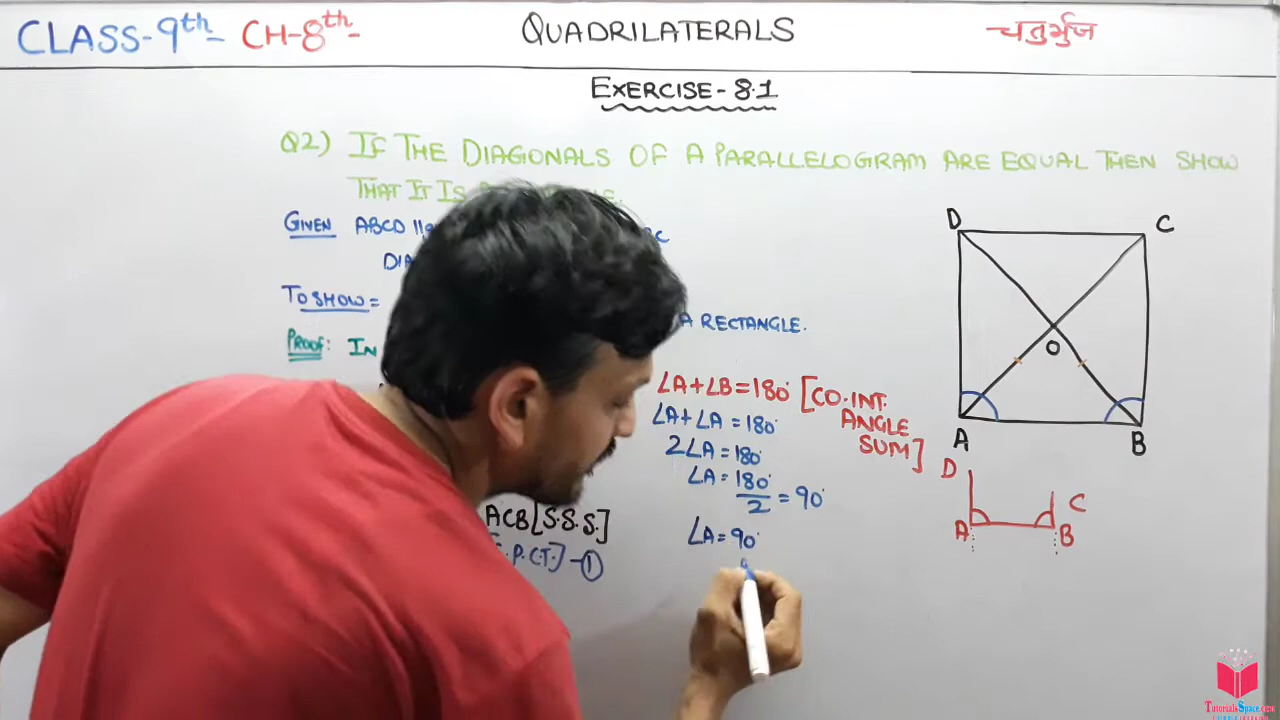 CLASS-9th- CH-8th-
QUADRILATERALS
चतुर्भुज
EXERCISE-8.1
Q2) IF THE DIAGONALS OF A PARALLELOGRAM ARE EQUAL THEN SHOW
THAT IT IS
GIVEN ABCD
TO SHOW =
A RECTANGLE.
PROOF: IN
ACB [S.S.S.]
P.C.T.] -①
∠A+∠B=180° [CO.INT.
ANGLE
SUM]
∠A+∠A=180°
2∠A=180°
∠A=180°/2=90°
∠A=90°
D
C
O
A
B
D
C
A
B
TutorialsSpace.com